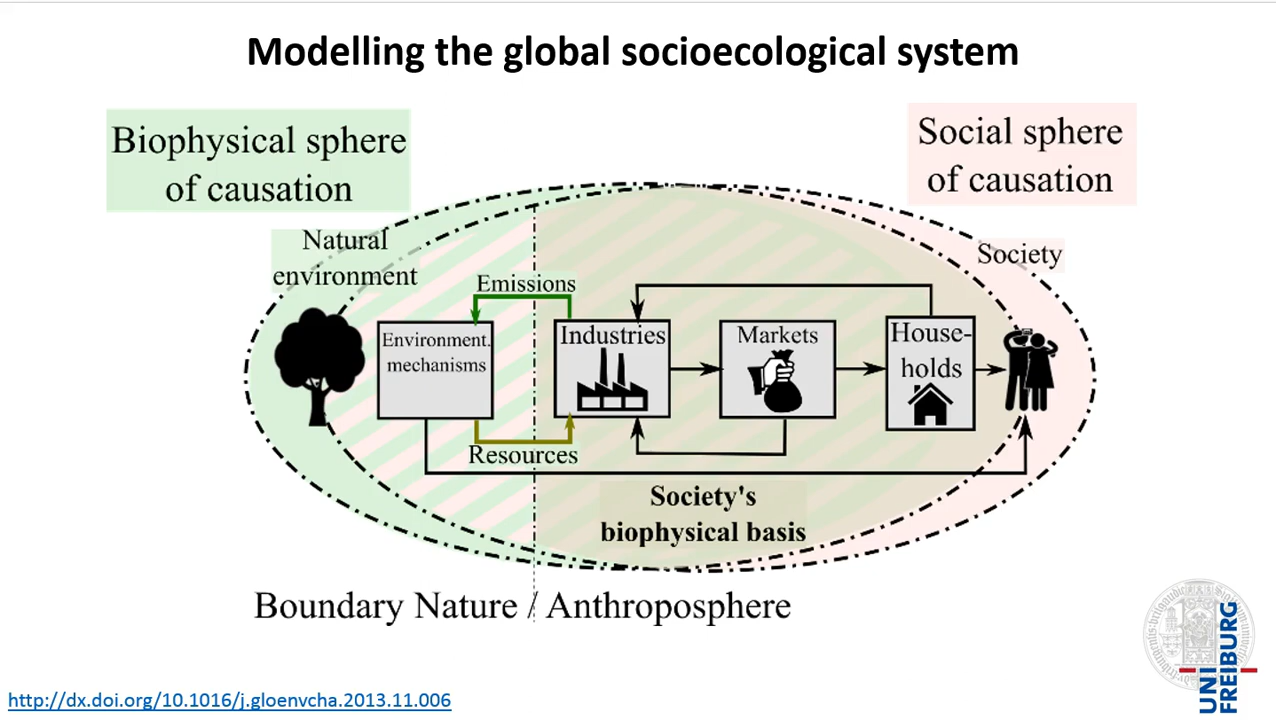 Modelling the global socioecological system
Biophysical sphere
of causation
Social sphere
of causation
Natural
environment
Society
Emissions
Environment.
mechanisms
Industries
Markets
House-
holds
Resources
Society's
biophysical basis
Boundary Nature / Anthroposphere
http://dx.doi.org/10.1016/j.gloenvcha.2013.11.006
UNI
FREIBURG